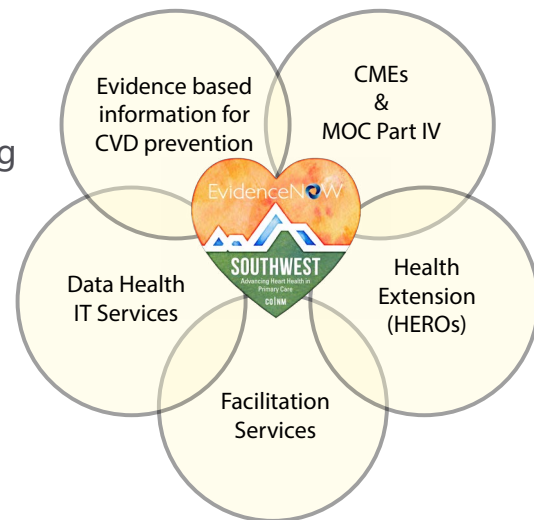 Evidence based
information for
CVD prevention
CMEs
&
MOC Part IV
g
EvidenceNOW
SOUTHWEST
Advancing Heart Health in
Primary Care
CO|NM
Data Health
IT Services
Health
Extension
(HEROs)
Facilitation
Services